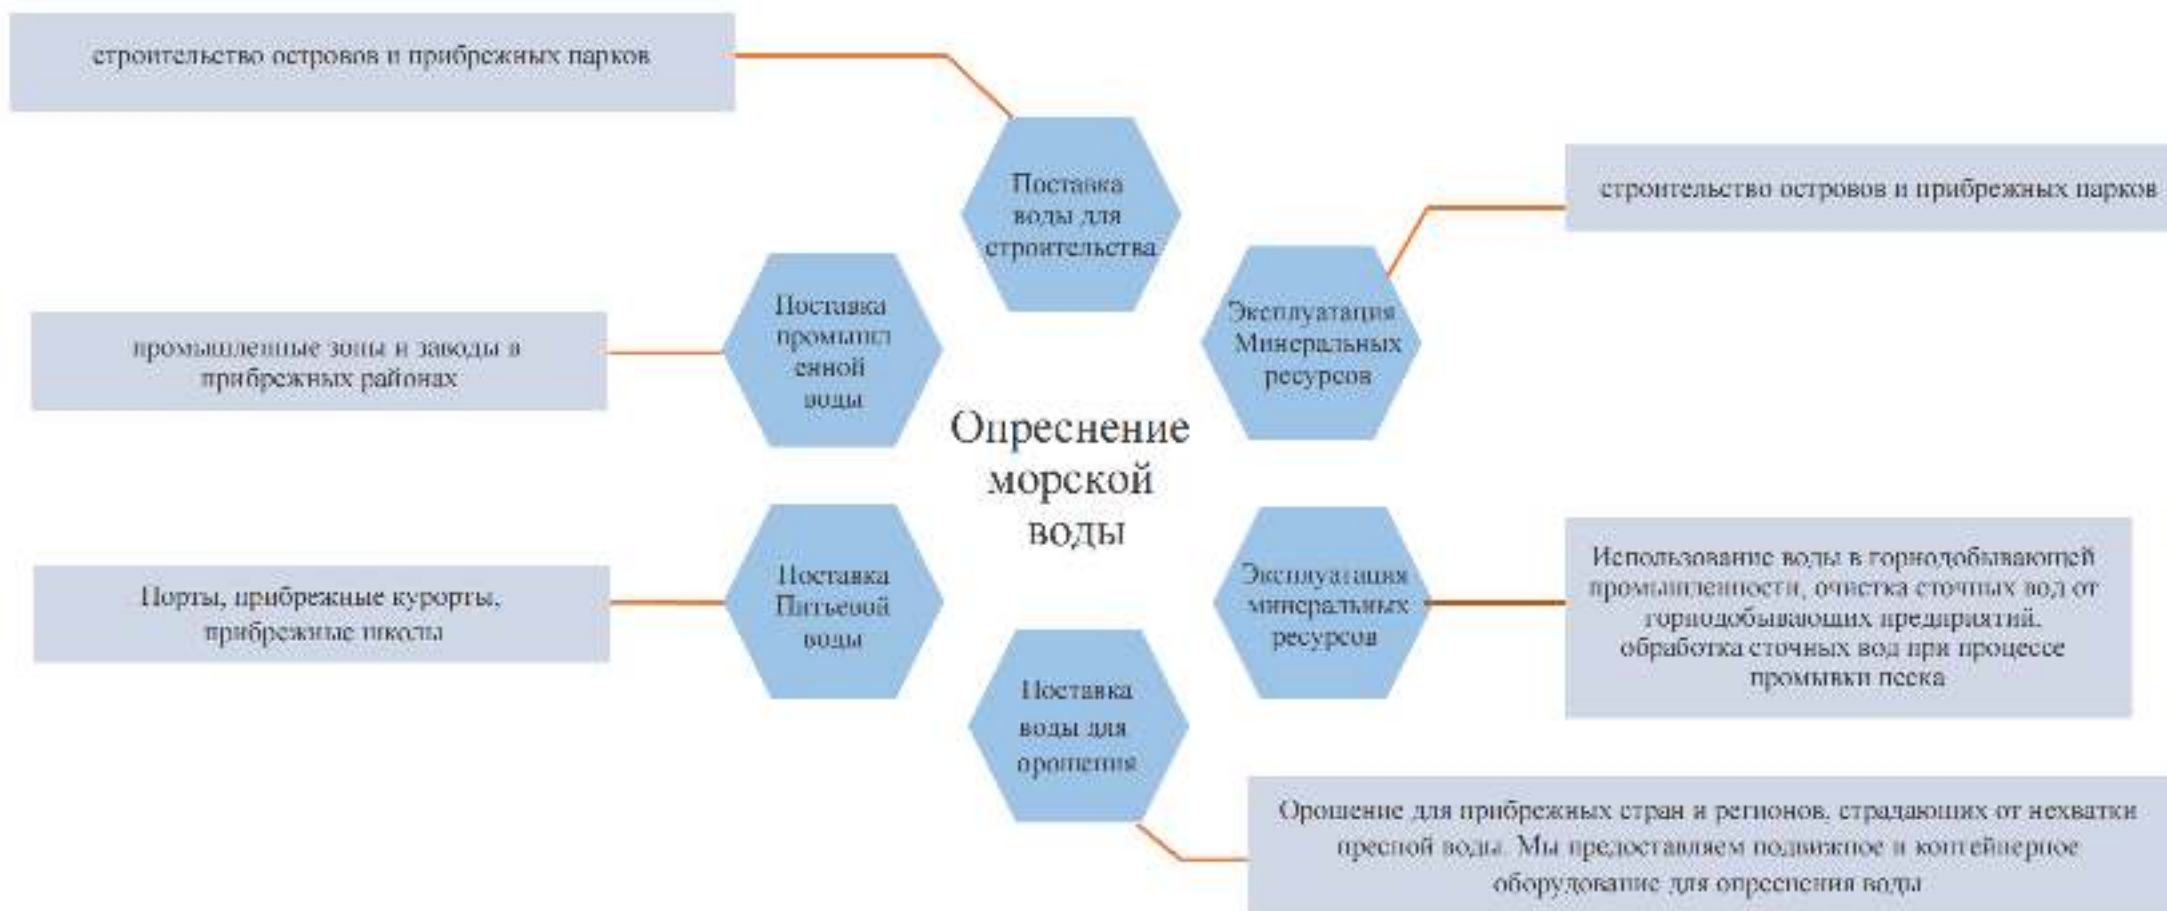 строительство островов и прибрежных парков
Поставка
воды для
строительства
строительство островов и прибрежных парков
Эксплуатация
Минеральных
ресурсов
Поставка
промышл
енной
воды
промышленные зоны и заводы в
прибрежных районах
Опреснение
морской
воды
Порты, прибрежные курорты,
прибрежные школы
Поставка
Питьевой
воды
Эксплуатация
минеральных
ресурсов
Использование воды в горнодобывающей
промышленности, очистка сточных вод от
горнодобывающих предприятий,
обработка сточных вод при процессе
промывки песка
Поставка
воды для
орошения
Орошение для прибрежных стран и регионов, страдающих от нехватки
пресной воды. Мы предоставляем подвижное и контейнерное
оборудование для опреснения воды